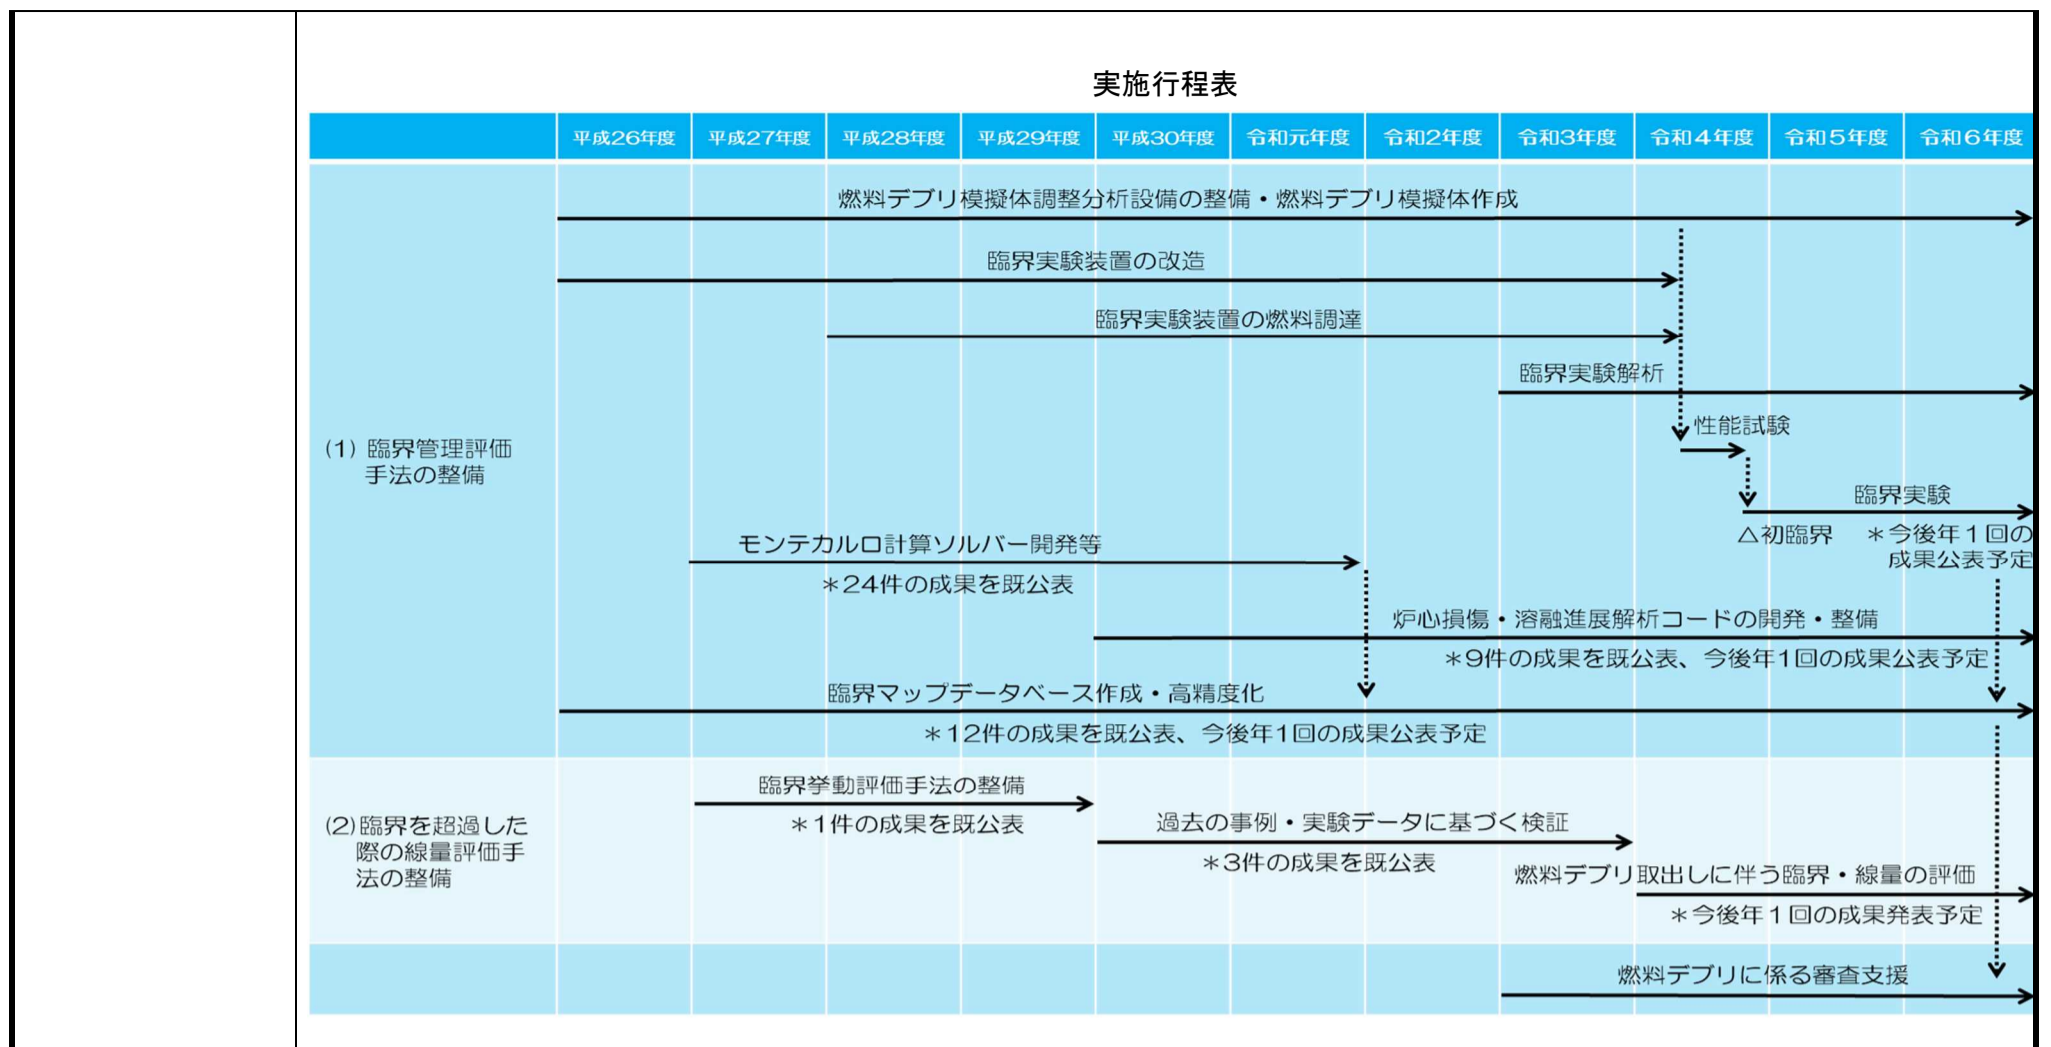 実施行程表
平成26年度 平成27年度 平成28年度 平成29年度 平成30年度 令和元年度 令和2年度 令和3年度 令和4年度 令和5年度 令和6年度
燃料デブリ模擬体調整分析設備の整備・燃料デブリ模擬体作成
臨界実験装置の改造
臨界実験装置の燃料調達
臨界実験解析
性能試験
(1) 臨界管理評価
手法の整備
臨界実験
△初臨界 ＊今後年１回の
成果公表予定
モンテカルロ計算ソルバー開発等
＊24件の成果を既公表
炉心損傷・溶融進展解析コードの開発・整備
＊9件の成果を既公表、今後年1回の成果公表予定
臨界マップデータベース作成・高精度化
＊12件の成果を既公表、今後年1回の成果公表予定
臨界挙動評価手法の整備
＊1件の成果を既公表
(2)臨界を超過した
際の線量評価手
法の整備
過去の事例・実験データに基づく検証
＊3件の成果を既公表
燃料デブリ取出しに伴う臨界・線量の評価
＊今後年１回の成果発表予定
燃料デブリに係る審査支援